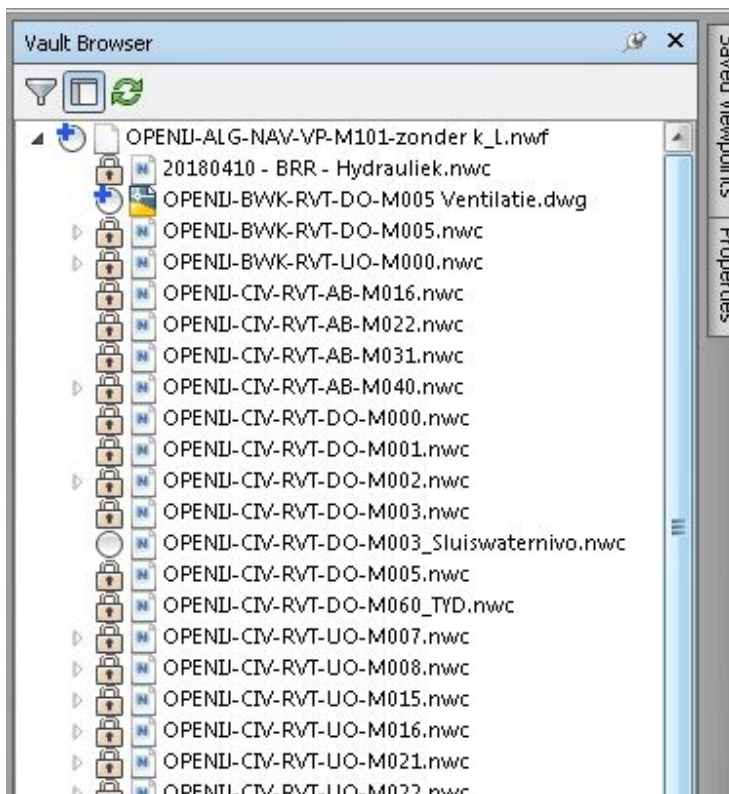 Vault Browser
OPENIJ-ALG-NAV-VP-M101-zonder k_L.nwf
20180410 - BRR - Hydrauliek.nwc
OPENIJ-BWK-RVT-DO-M005 Ventilatie.dwg
OPENIJ-BWK-RVT-DO-M005.nwc
OPENIJ-BWK-RVT-UO-M000.nwc
OPENIJ-CIV-RVT-AB-M016.nwc
OPENIJ-CIV-RVT-AB-M022.nwc
OPENIJ-CIV-RVT-AB-M031.nwc
OPENIJ-CIV-RVT-AB-M040.nwc
OPENIJ-CIV-RVT-DO-M000.nwc
OPENIJ-CIV-RVT-DO-M001.nwc
OPENIJ-CIV-RVT-DO-M002.nwc
OPENIJ-CIV-RVT-DO-M003.nwc
OPENIJ-CIV-RVT-DO-M003_Sluiswaternivo.nwc
OPENIJ-CIV-RVT-DO-M005.nwc
OPENIJ-CIV-RVT-DO-M060_TYD.nwc
OPENIJ-CIV-RVT-UO-M007.nwc
OPENIJ-CIV-RVT-UO-M008.nwc
OPENIJ-CIV-RVT-UO-M015.nwc
OPENIJ-CIV-RVT-UO-M016.nwc
OPENIJ-CIV-RVT-UO-M021.nwc
OPENIJ-CIV-RVT-UO-M022.nwc
Saved Viewpoints
Properties